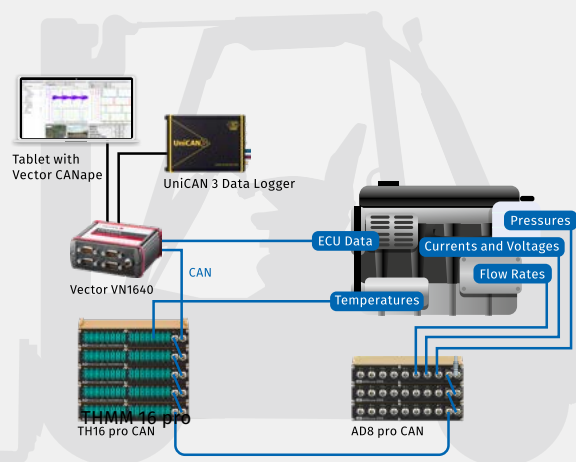 Tablet with
Vector CANape
UniCAN
UniCAN 3 Data Logger
Pressures
ECU Data
Currents and Voltages
CAN
Flow Rates
Vector VN1640
Temperatures
THMM 16 pro
TH16 pro CAN
AD8 pro CAN